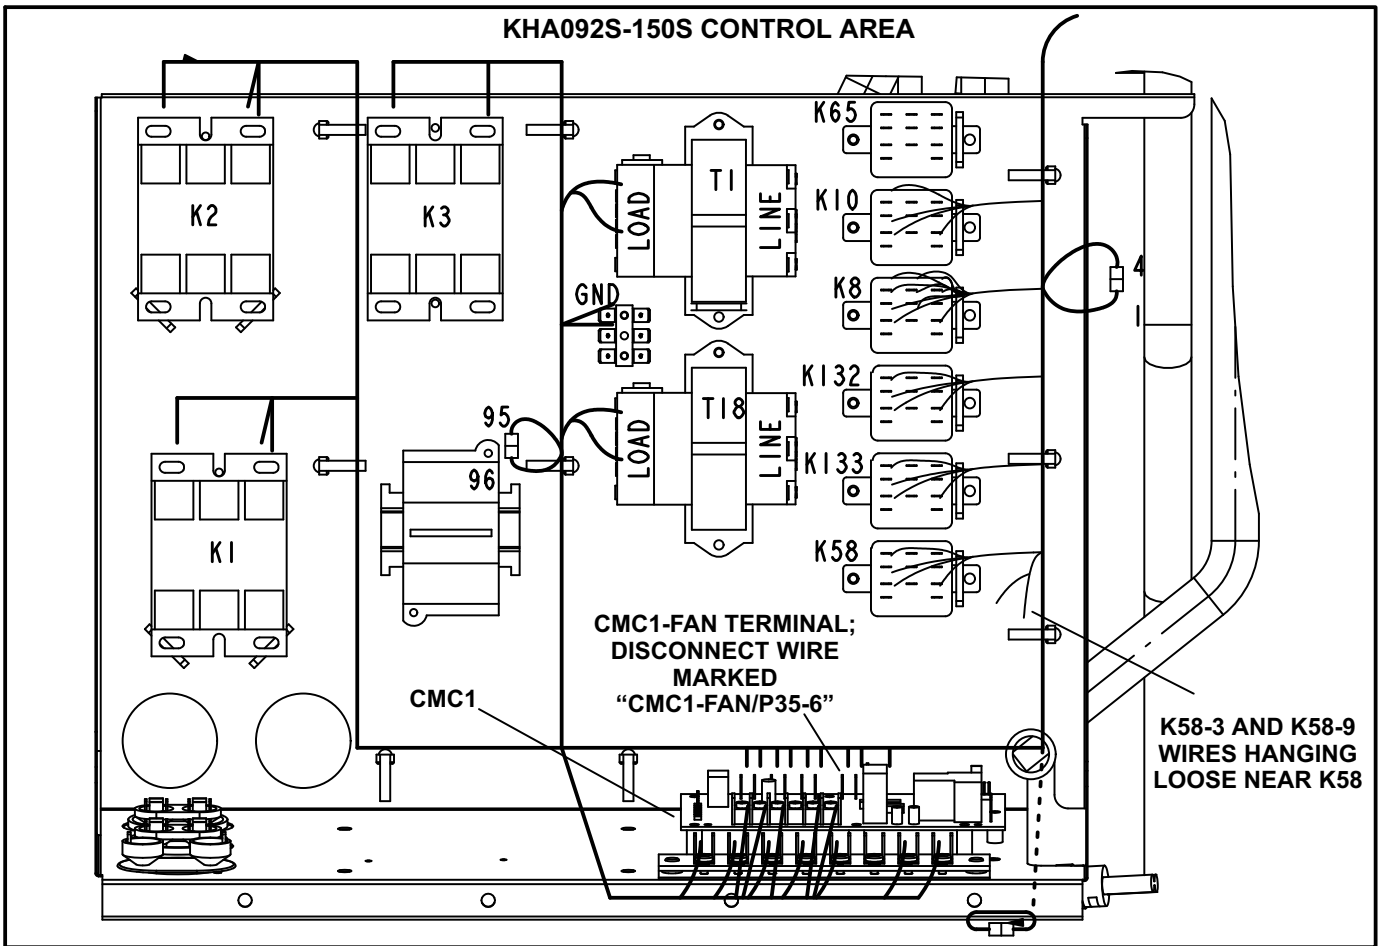 KHA092S-150S CONTROL AREA
K65
K2
K3
LOAD
T1
LINE
K10
GND
K8
4
1
K132
95
96
LOAD
T18
LINE
K133
K1
K58
CMC1-FAN TERMINAL;
DISCONNECT WIRE
MARKED
“CMC1-FAN/P35-6”
CMC1
K58-3 AND K58-9
WIRES HANGING
LOOSE NEAR K58